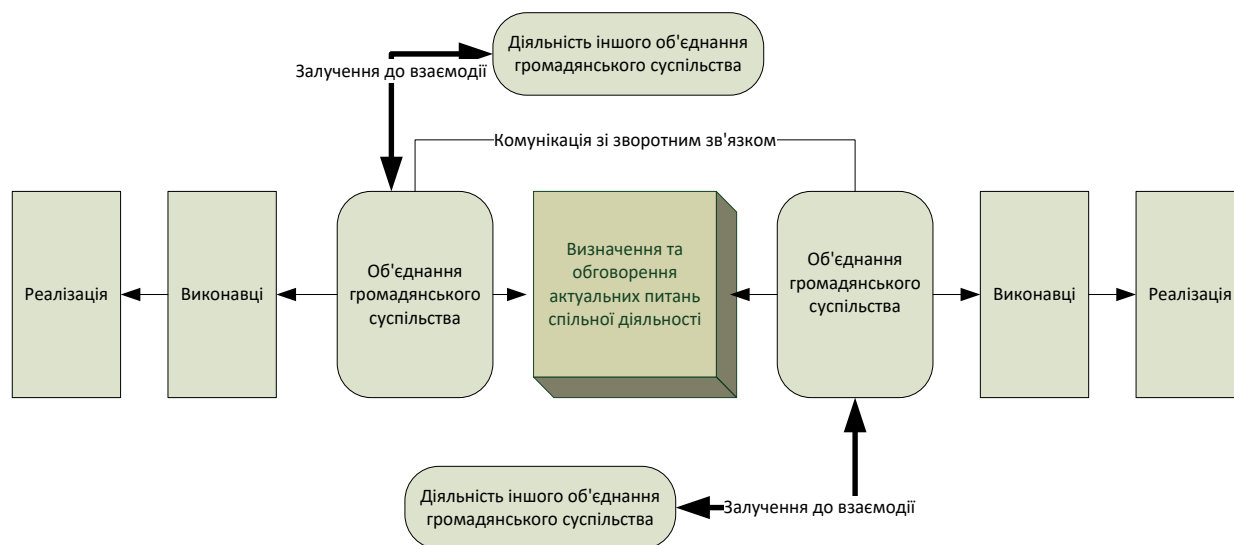 Діяльність іншого об'єднання
громадянського суспільства
Залучення до взаємодії
Комунікація зі зворотним зв'язком
Реалізація
Виконавці
Об'єднання
громадянського
суспільства
Визначення та
обговорення
актуальних питань
спільної діяльності
Об'єднання
громадянського
суспільства
Виконавці
Реалізація
Діяльність іншого об'єднання
громадянського суспільства
Залучення до взаємодії